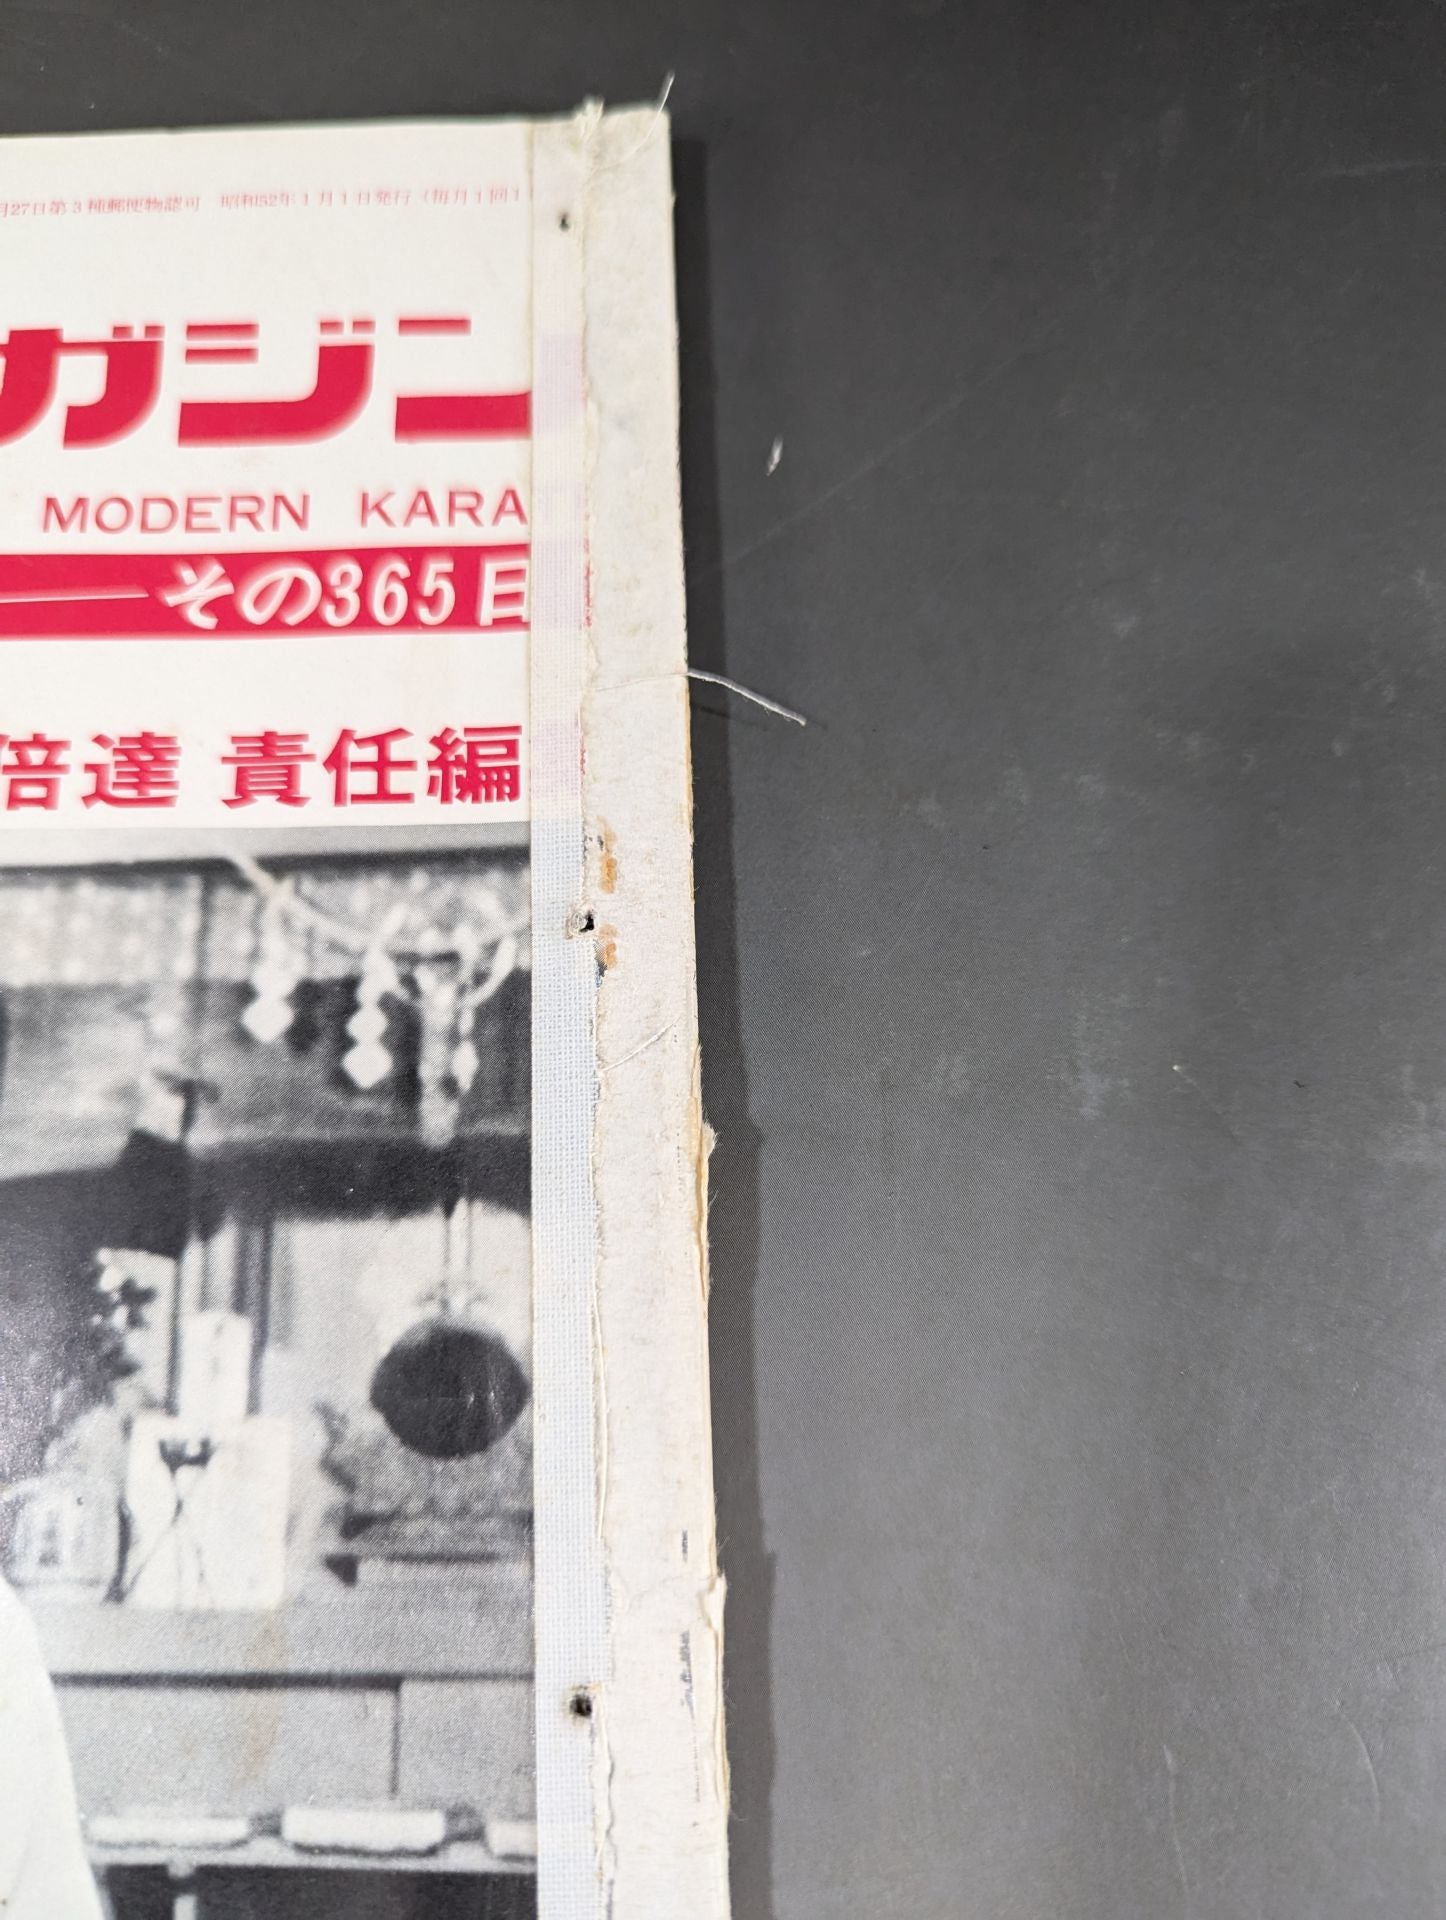 月27日第3種郵便物認可 昭和52年1月1日発行(毎月1回1
ガジン
MODERN KARA
その365日
倍達 責任編